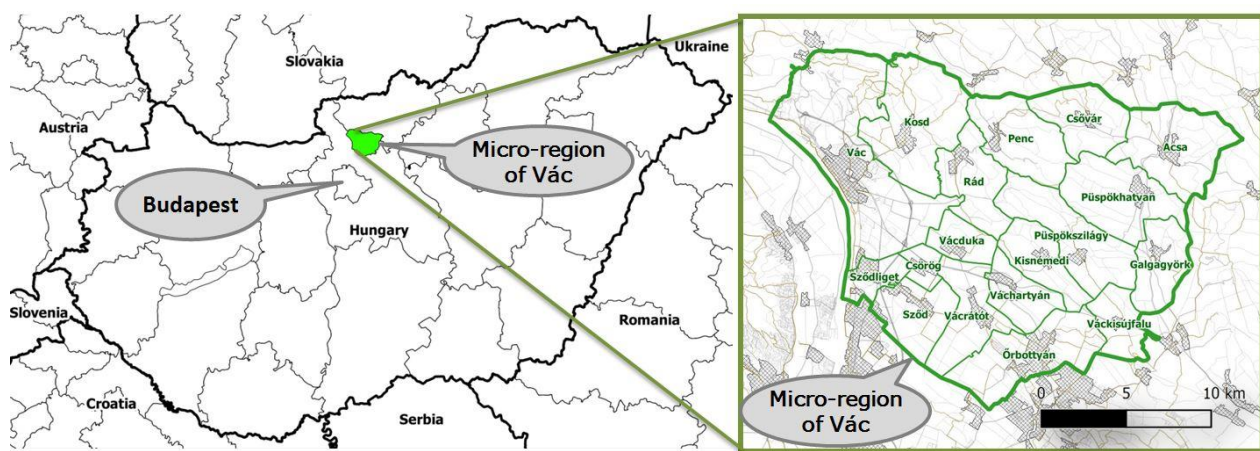 Slovakia
Ukraine
Austria
Micro-region
of Vác
Budapest
Hungary
Slovenia
Romania
Croatia
Serbia
Kosd
Csővár
Penc
Vác
Acsa
Rád
Püspökhatvan
Püspökszilágy
Vácduka
Kisnémedi
Galgagyörk
Csörög
Sződliget
Váchartyán
Sződ
Vácrátót
Váckisújfalu
Őrbottyán
Micro-region
of Vác
0 5 10 km